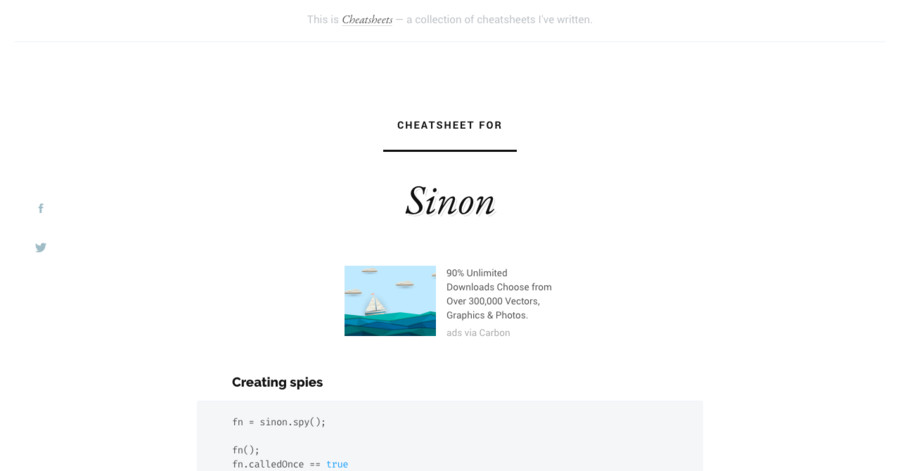 This is Cheatsheets — a collection of cheatsheets I've written.
CHEATSHEET FOR
Sinon
90% Unlimited
Downloads Choose from
Over 300,000 Vectors,
Graphics & Photos.
ads via Carbon
Creating spies
fn = sinon.spy();
fn();
fn.calledOnce == true